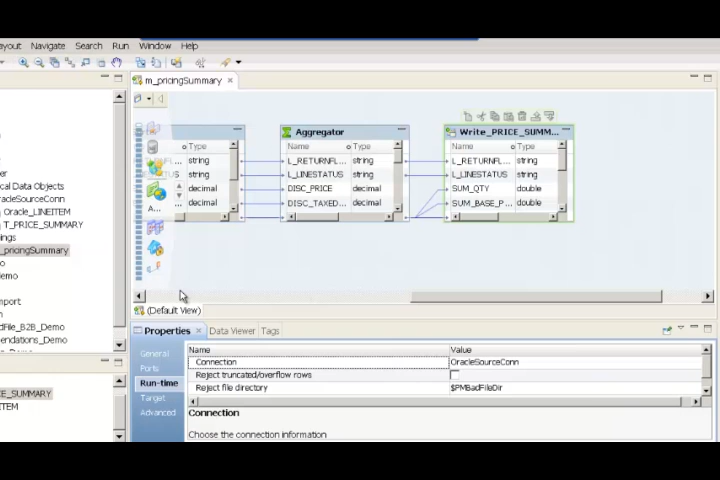 ayout Navigate Search Run Window Help
m_pricingSummary
Aggregator
Write_PRICE_SUMM...
Type
Name Type
Name Type
string
L_RETURNFL... string
L_RETURNFL... string
string
L_LINESTATUS string
L_LINESTATUS string
decimal
DISC_PRICE decimal
SUM_QTY double
decimal
DISC_TAXED... decimal
SUM_BASE_P... double
A...
cal Data Objects
racleSourceConn
Oracle_LINEITEM
T_PRICE_SUMMARY
ings
_pricingSummary
o
emo
mport
dFile_B2B_Demo
endations_Demo
o_Demo
(Default View)
Properties Data Viewer Tags
General
Ports
Run-time
Target
Advanced
Name Value
Connection OracleSourceConn
Reject truncated/overflow rows
Reject file directory $PMBadFileDir
Connection
Choose the connection information
CE_SUMMARY
ITEM